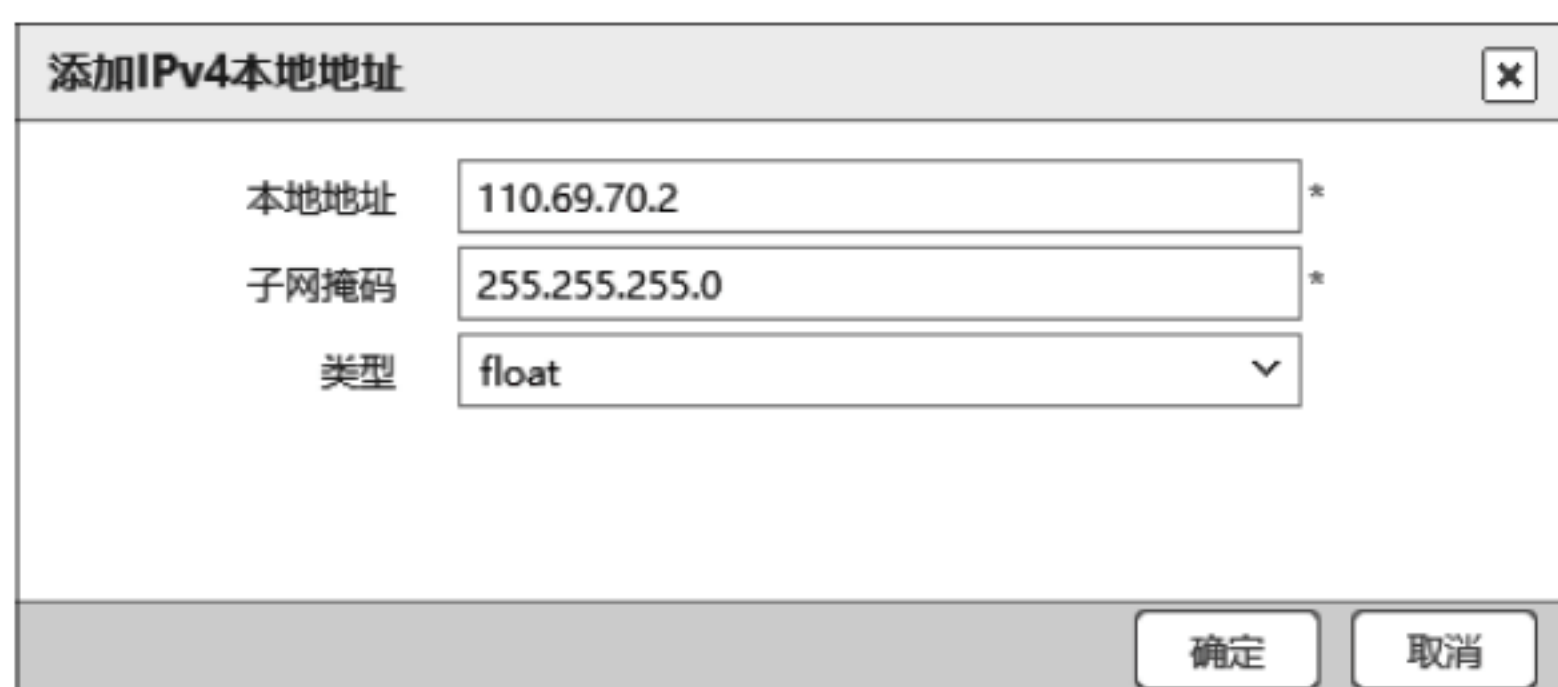 添加IPv4本地地址
本地地址 110.69.70.2 *
子网掩码 255.255.255.0 *
类型 float
确定 取消